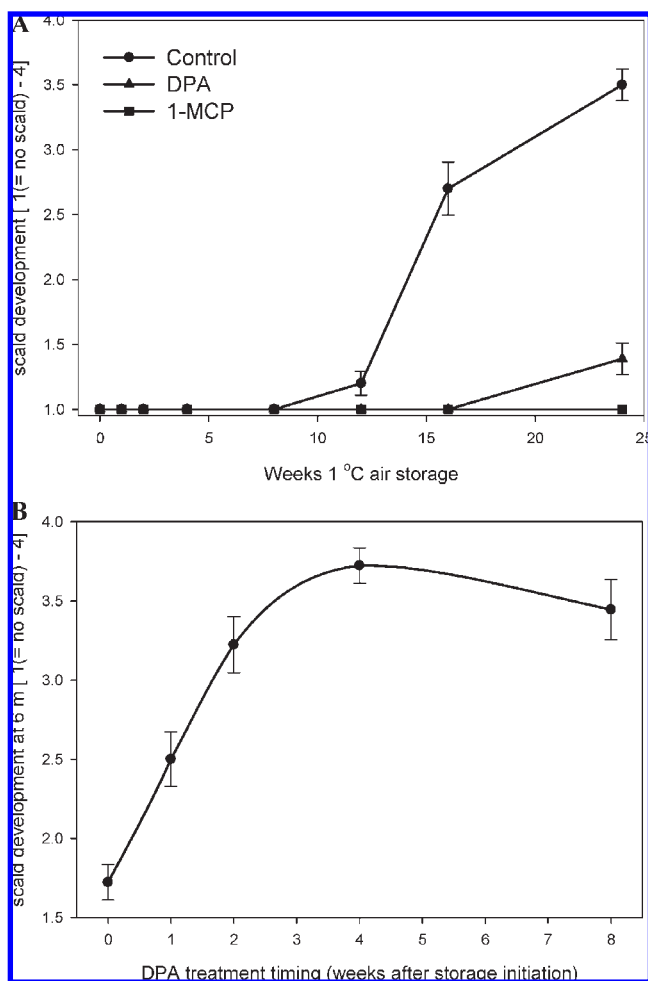 A
Control
DPA
1-MCP
scald development [ 1(= no scald) - 4]
4.0
3.5
3.0
2.5
2.0
1.5
1.0
0 5 10 15 20 25
Weeks 1 °C air storage
B
scald development at 6 m [ 1(= no scald) - 4]
4.0
3.5
3.0
2.5
2.0
1.5
0 1 2 3 4 5 6 7 8
DPA treatment timing (weeks after storage initiation)